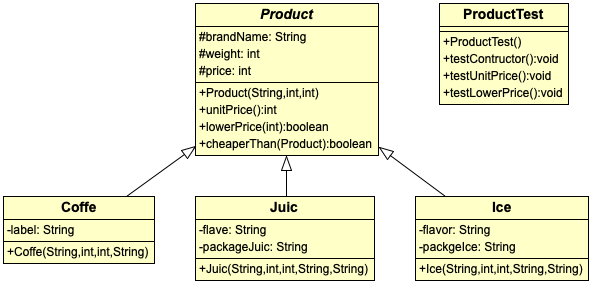 Product
#brandName: String
#weight: int
#price: int
+Product(String,int,int)
+unitPrice():int
+lowerPrice(int):boolean
+cheaperThan(Product):boolean
ProductTest
+ProductTest()
+testContructor():void
+testUnitPrice():void
+testLowerPrice():void
Coffe
-label: String
+Coffe(String,int,int,String)
Juic
-flave: String
-packageJuic: String
+Juic(String,int,int,String,String)
Ice
-flavor: String
-packgeIce: String
+Ice(String,int,int,String,String)